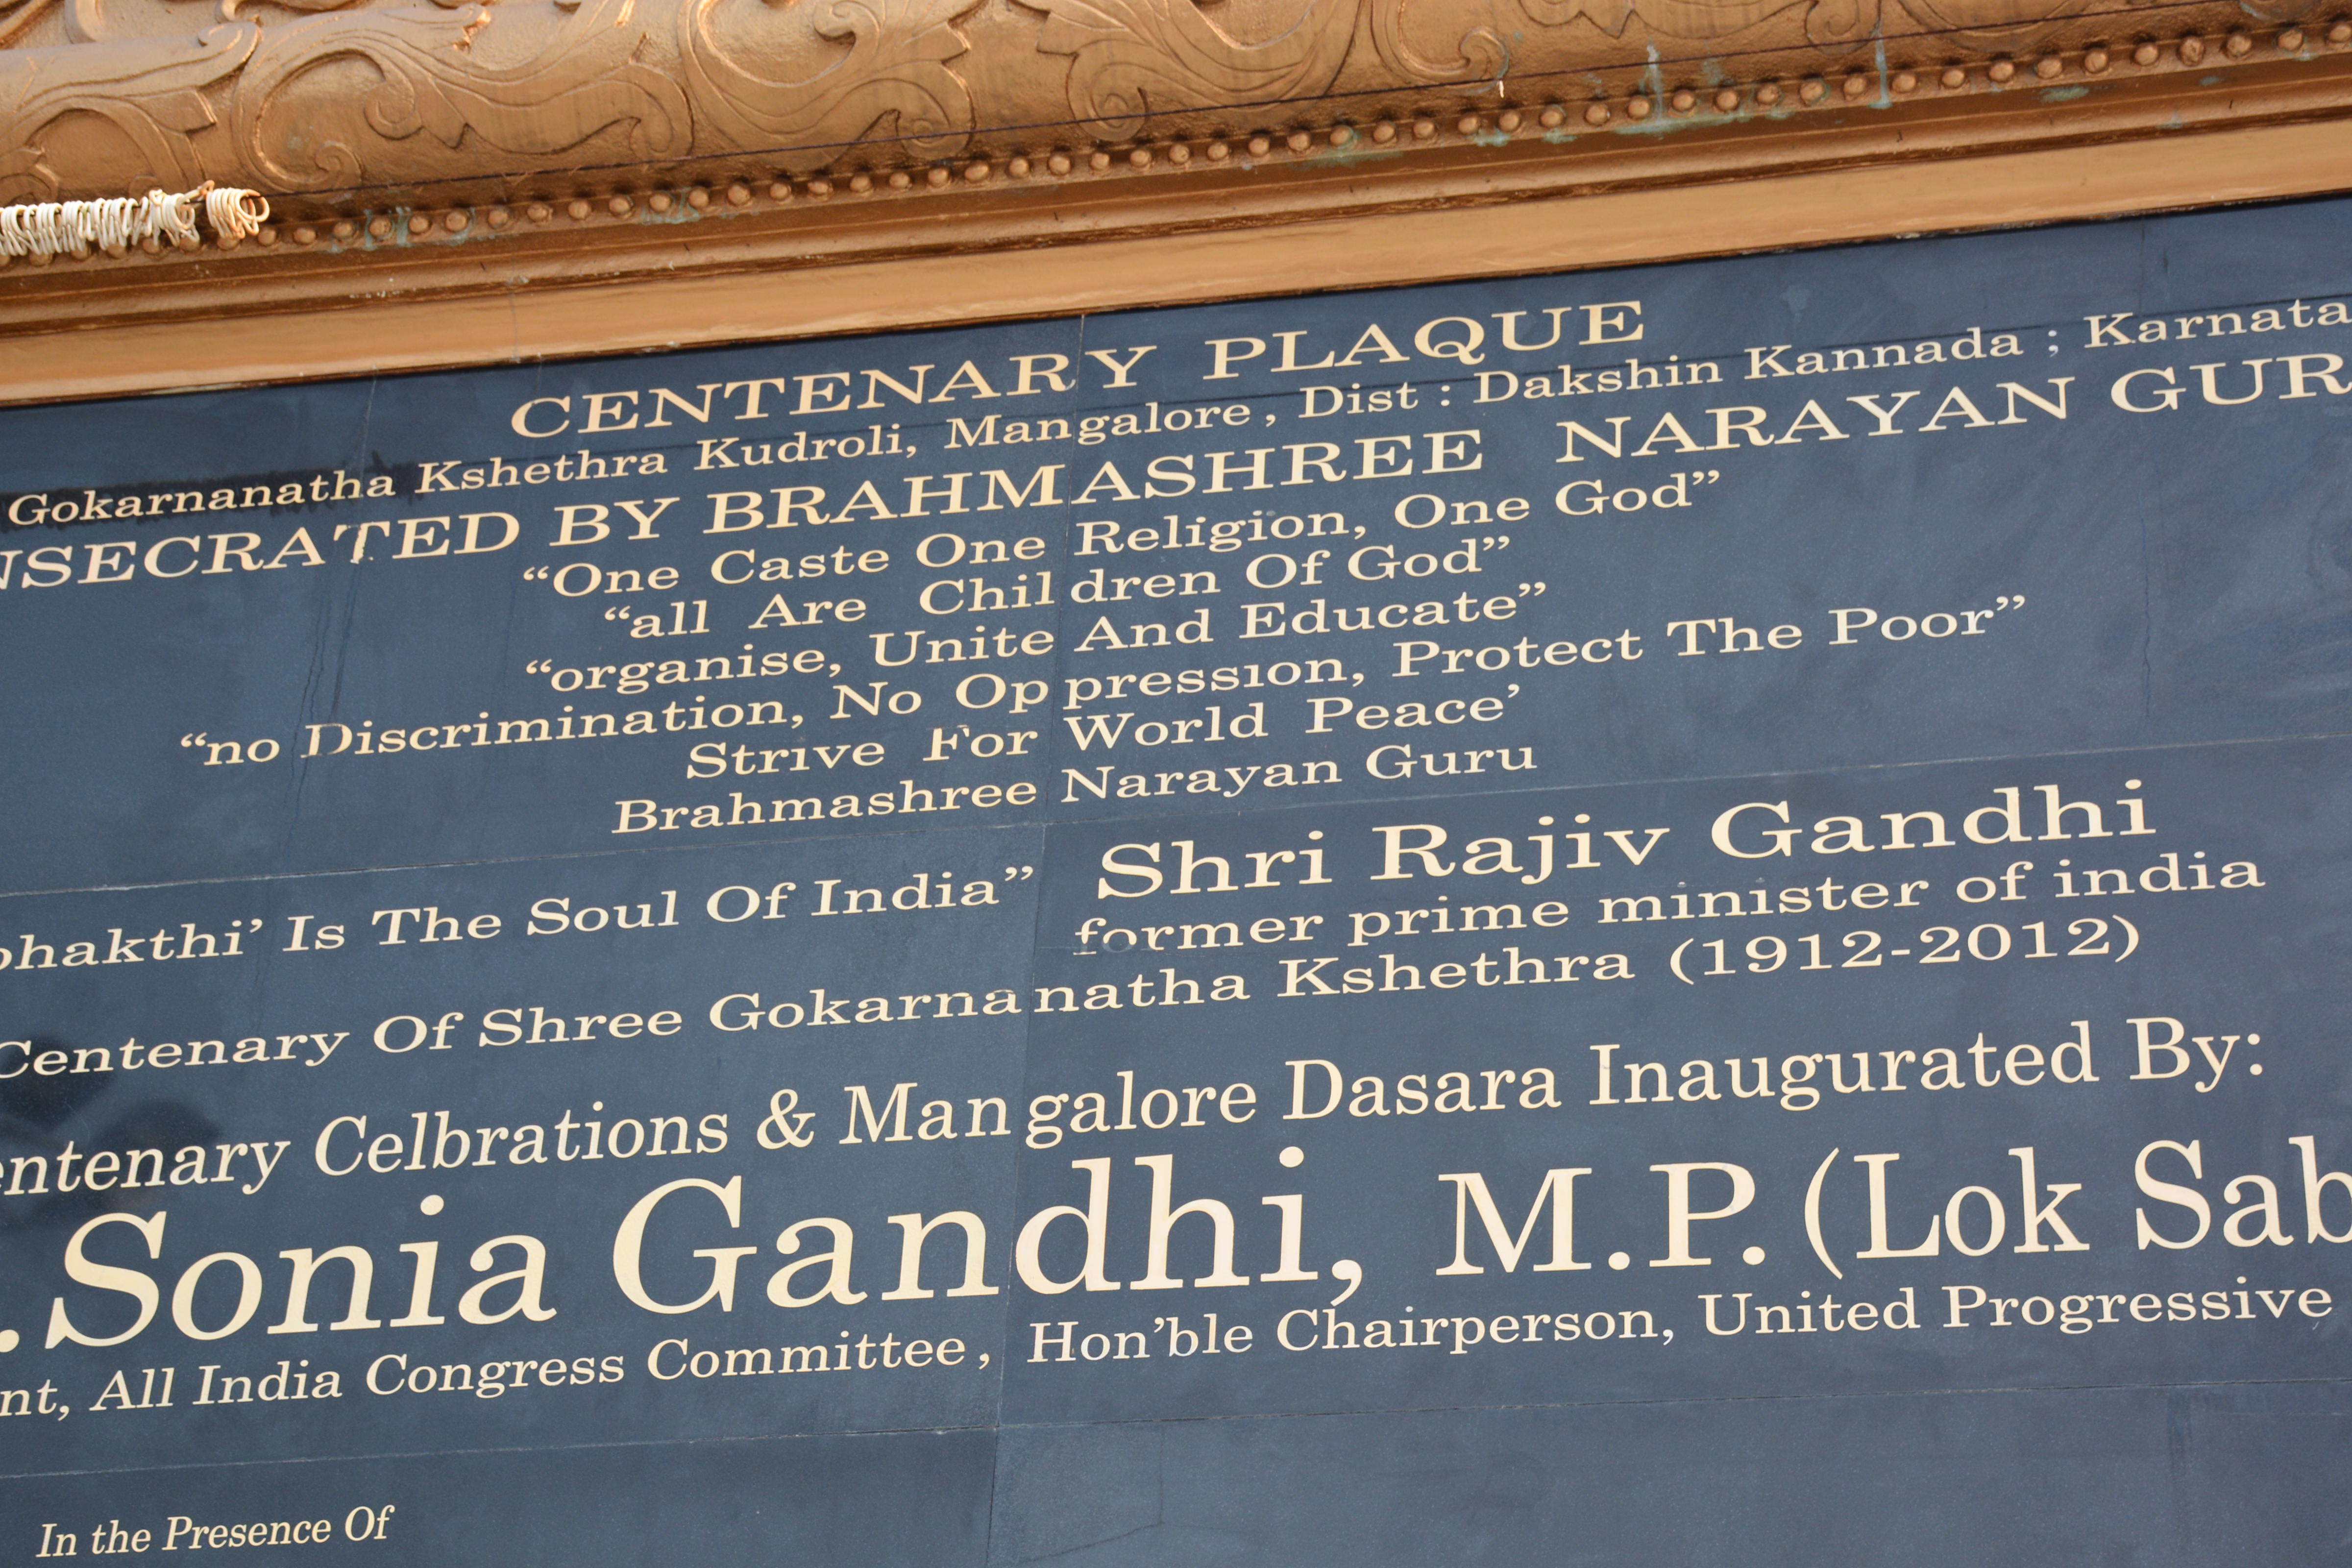 CENTENARY PLAQUE
Gokarnanatha Kshethra Kudroli, Mangalore, Dist : Dakshin Kannada ; Karnata
NSECRATED BY BRAHMASHREE NARAYAN GUR
“One Caste One Religion, One God”
“all Are Children Of God”
“organise, Unite And Educate”
“no Discrimination, No Oppression, Protect The Poor”
Strive For World Peace’
Brahmashree Narayan Guru
bhakthi’ Is The Soul Of India” Shri Rajiv Gandhi
former prime minister of india
Centenary Of Shree Gokarnanatha Kshethra (1912-2012)
entenary Celbrations & Mangalore Dasara Inaugurated By:
.Sonia Gandhi, M.P. (Lok Sab
nt, All India Congress Committee, Hon’ble Chairperson, United Progressive
In the Presence Of